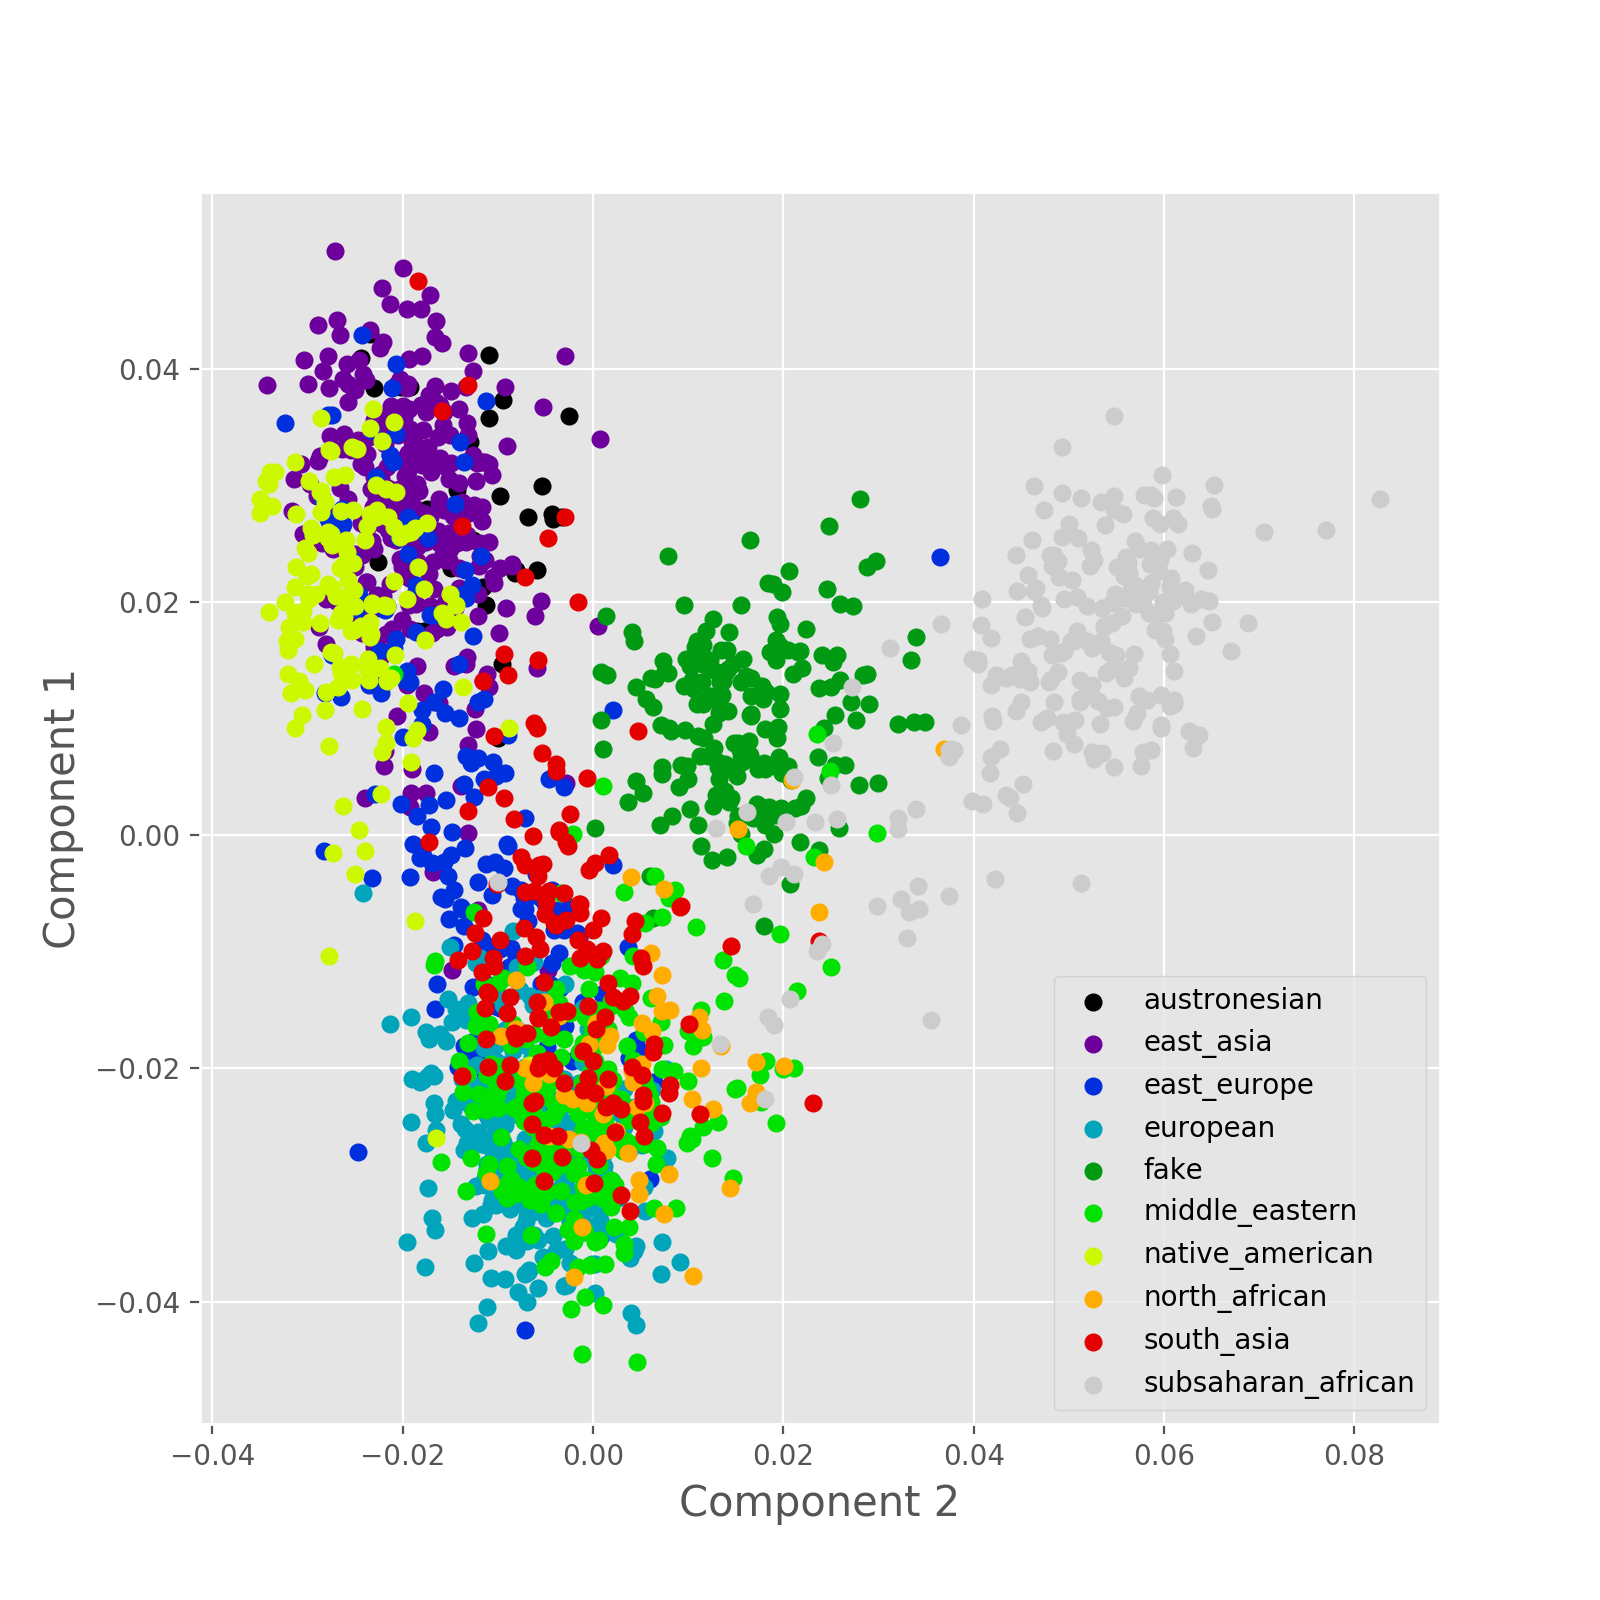 0.04
0.02
0.00
−0.02
−0.04
Component 1
austronesian
east_asia
east_europe
european
fake
middle_eastern
native_american
north_african
south_asia
subsaharan_african
−0.04 −0.02 0.00 0.02 0.04 0.06 0.08
Component 2